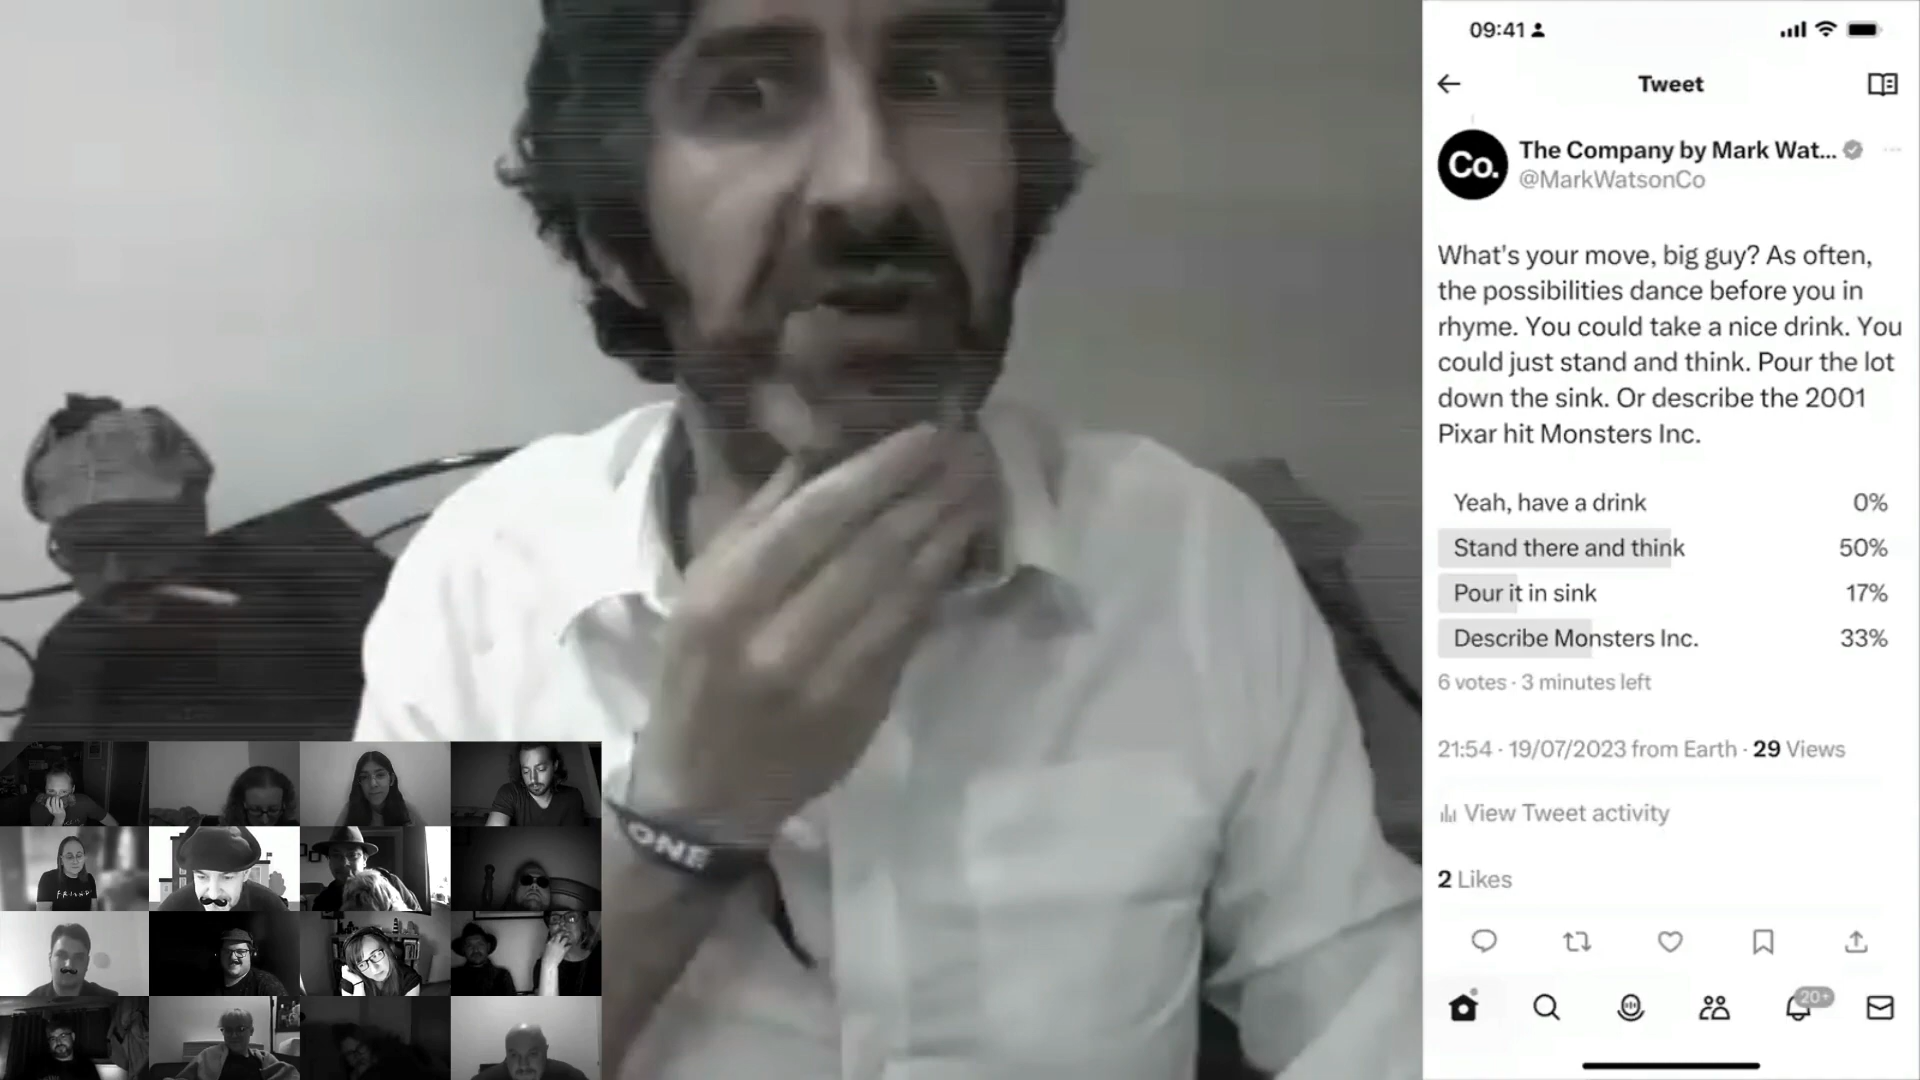 09:41
Tweet
Co.
The Company by Mark Wat...
@MarkWatsonCo
What's your move, big guy? As often,
the possibilities dance before you in
rhyme. You could take a nice drink. You
could just stand and think. Pour the lot
down the sink. Or describe the 2001
Pixar hit Monsters Inc.
Yeah, have a drink 0%
Stand there and think 50%
Pour it in sink 17%
Describe Monsters Inc. 33%
6 votes · 3 minutes left
21:54 · 19/07/2023 from Earth · 29 Views
View Tweet activity
2 Likes
20+
ONE